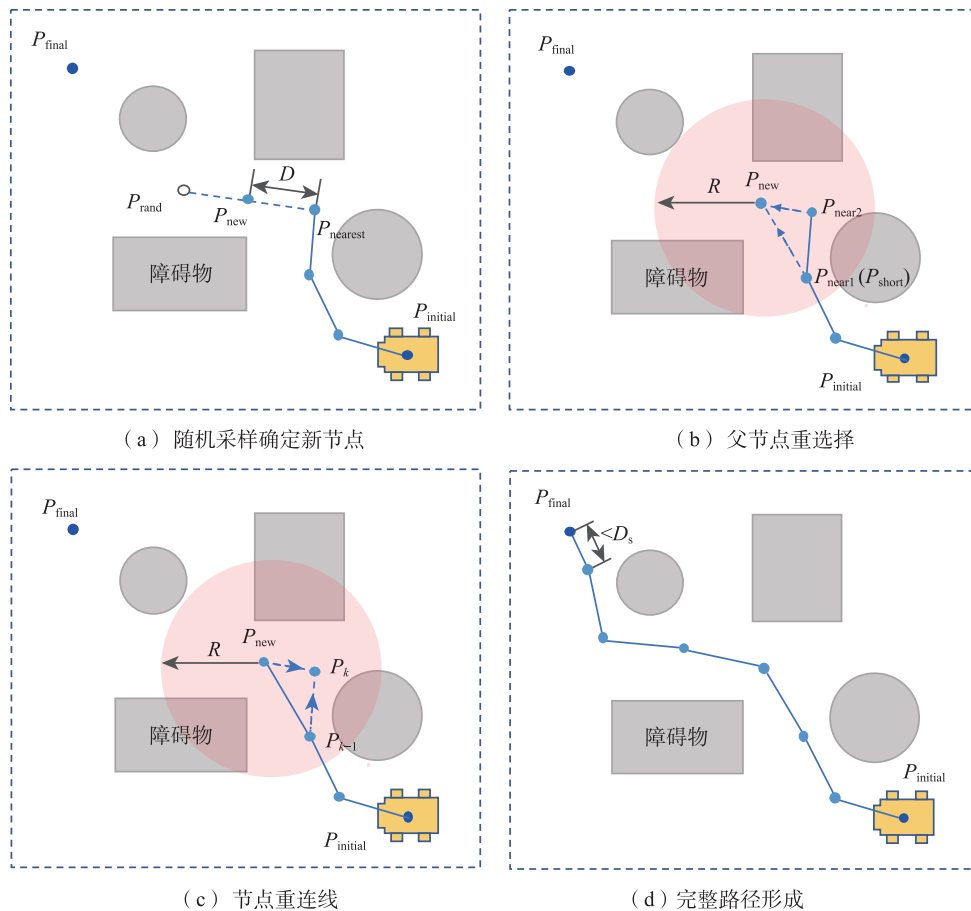 P_final
D
P_rand
P_new
P_nearest
障碍物
P_initial
（a）随机采样确定新节点
P_final
P_new
R
P_near2
障碍物
P_near1 (P_short)
P_initial
（b）父节点重选择
P_final
P_new
R
P_k
障碍物
P_k−1
P_initial
（c）节点重连线
P_final
<D_s
障碍物
P_initial
（d）完整路径形成